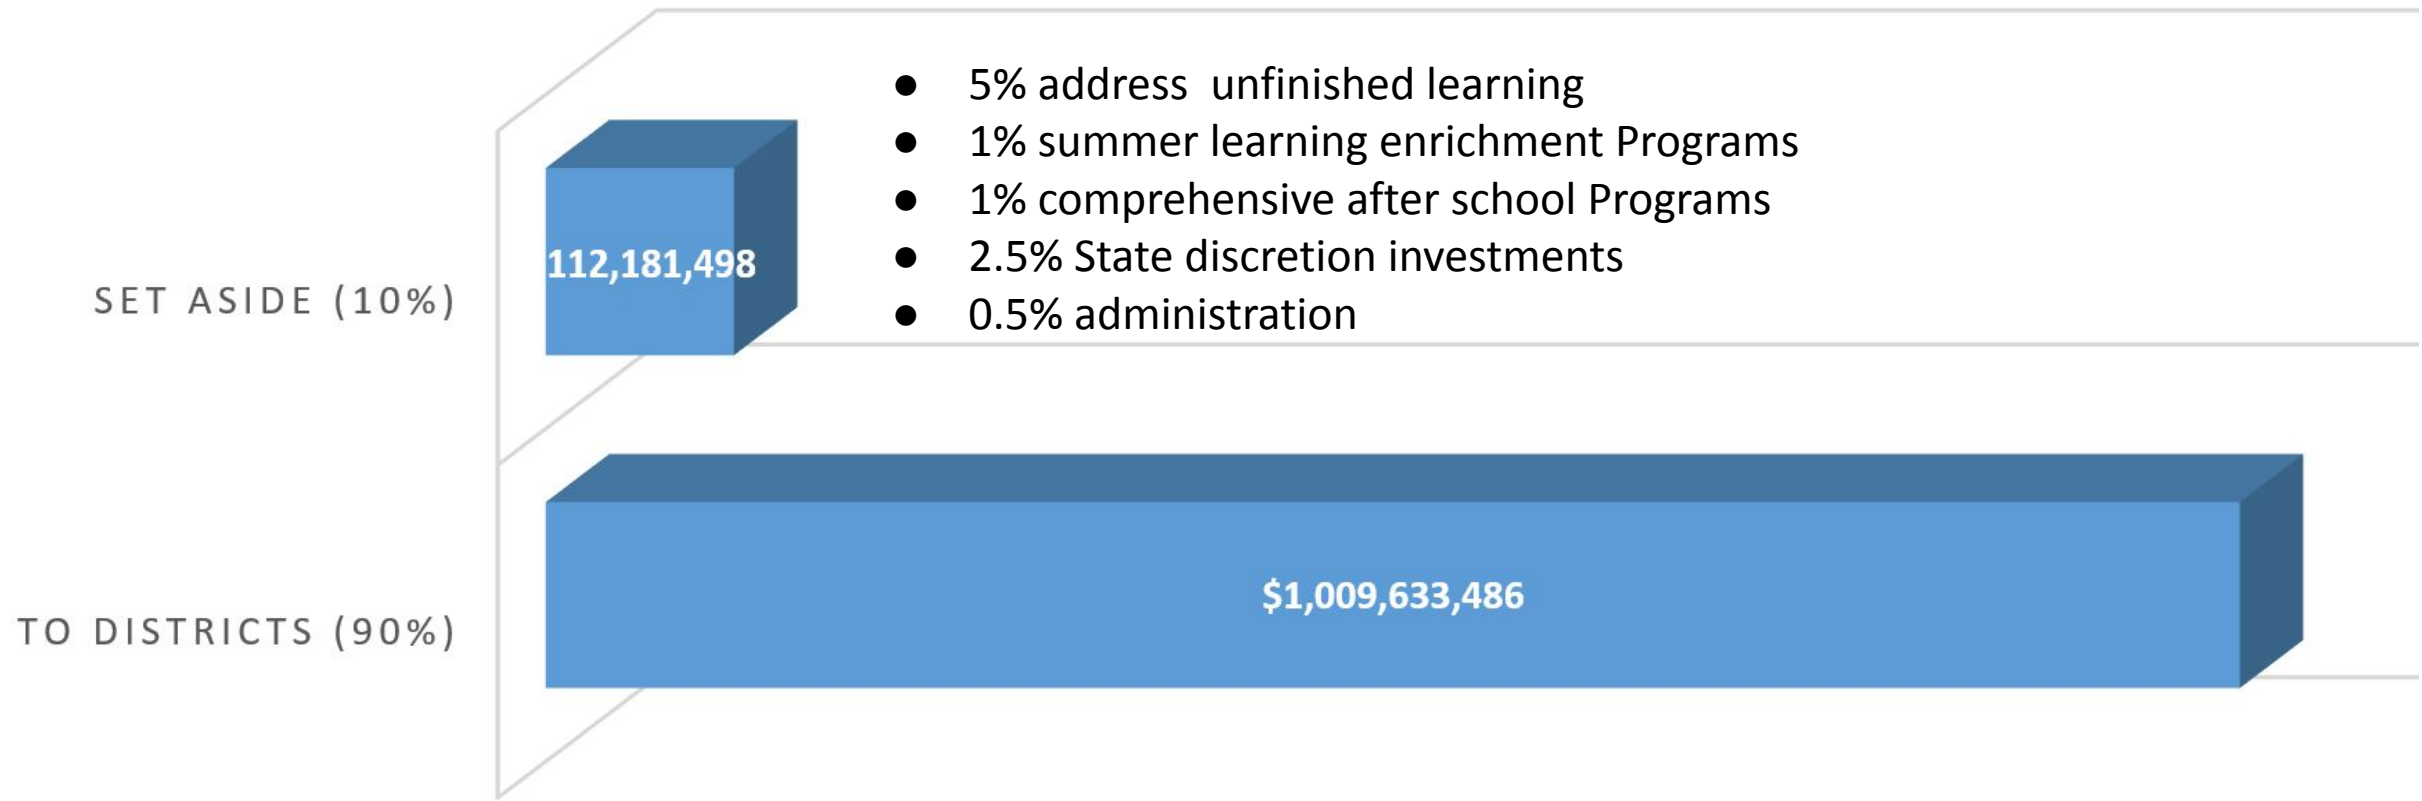 ● 5% address  unfinished learning
● 1% summer learning enrichment Programs
● 1% comprehensive after school Programs
● 2.5% State discretion investments
● 0.5% administration
112,181,498
SET ASIDE (10%)
$1,009,633,486
TO DISTRICTS (90%)